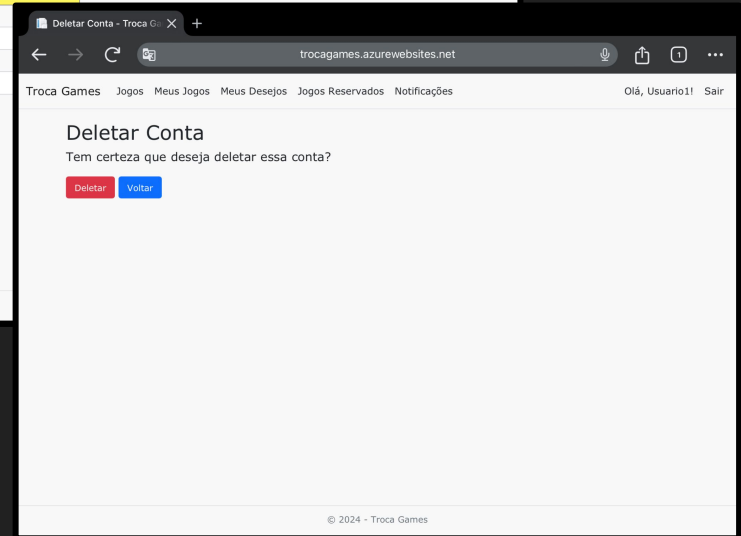 Deletar Conta - Troca Ga
trocagames.azurewebsites.net
1
Troca Games Jogos Meus Jogos Meus Desejos Jogos Reservados Notificações Olá, Usuario1! Sair
Deletar Conta
Tem certeza que deseja deletar essa conta?
Deletar Voltar
© 2024 - Troca Games